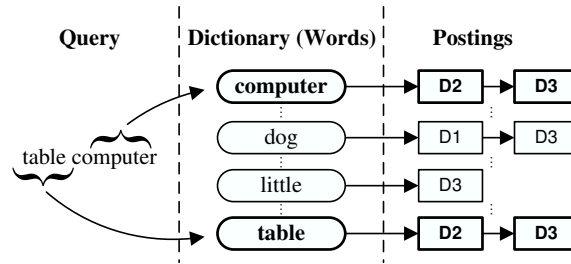 Query Dictionary (Words) Postings
computer D2 D3
dog D1 D3
table computer
little D3
table D2 D3